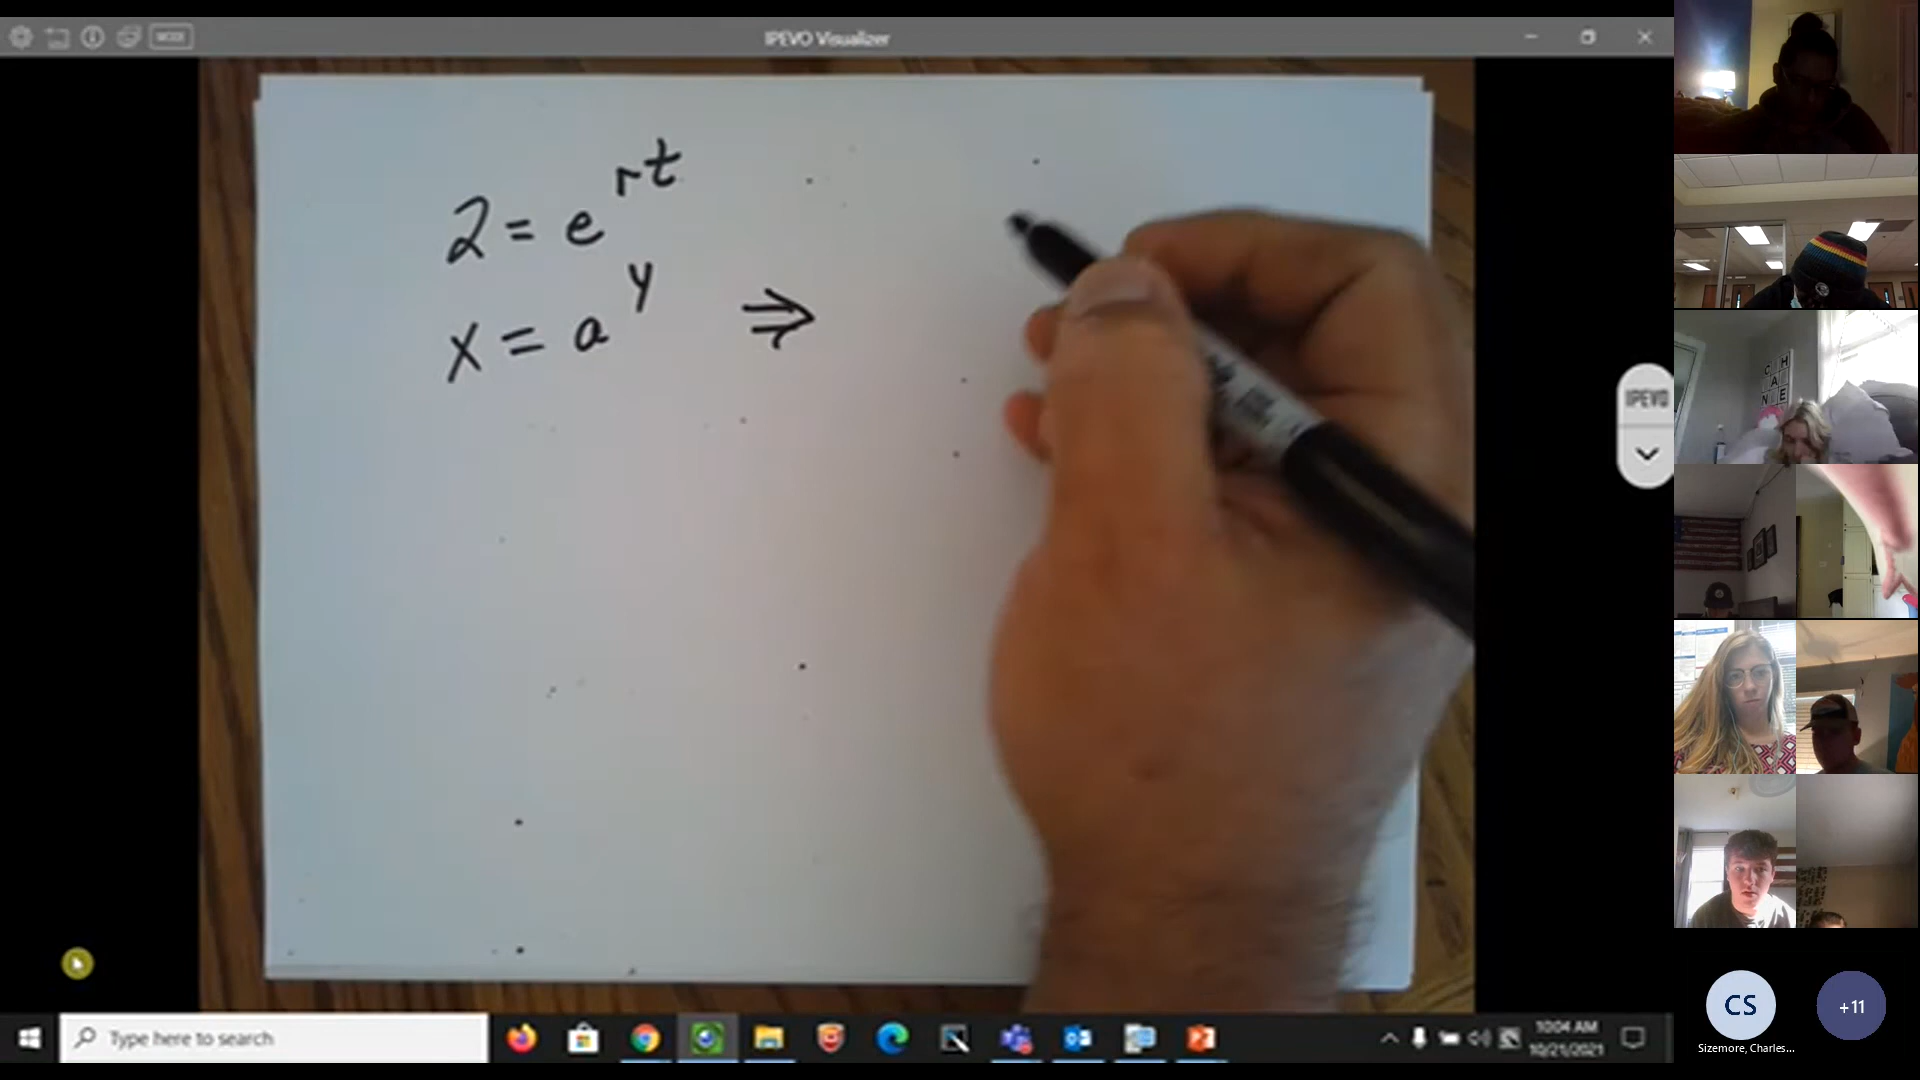 MODE
IPEVO Visualizer
2 = e^{rt}
x = a^y ⇒
IPEVO
C H
A
N E
Type here to search
10:04 AM
10/21/2021
CS
+11
Sizemore, Charles...